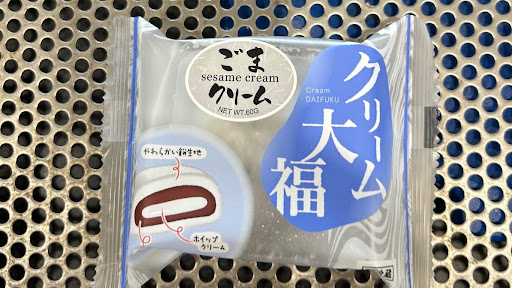 ごま
sesame cream
クリーム
NET WT.60G
Cream
DAIFUKU
クリーム
大福
やわらかい餅生地
ホイップ
クリーム
蔵